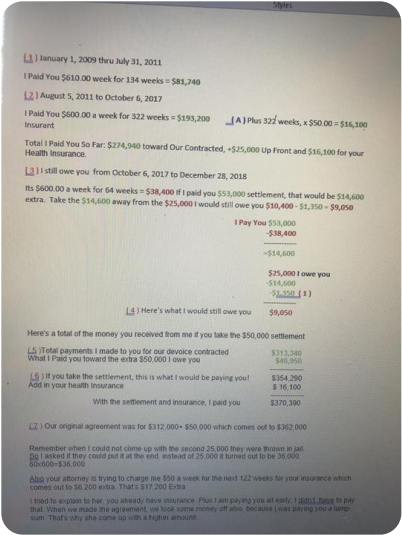 Styles
(1) January 1, 2009 thru July 31, 2011
I Paid You $610.00 week for 134 weeks = $81,740
(2) August 5, 2011 to October 6, 2017
I Paid You $600.00 a week for 322 weeks = $193,200 (A) Plus 322 weeks, x $50.00 = $16,100
Insurant
Total I Paid You So Far: $274,940 toward Our Contracted, +$25,000 Up Front and $16,100 for your
Health Insurance.
(3) I still owe you from October 6, 2017 to December 28, 2018
Its $600.00 a week for 64 weeks = $38,400 If I paid you $53,000 settlement, that would be $14,600
extra. Take the $14,600 away from the $25,000 I would still owe you $10,400 - $1,350 = $9,050
I Pay You $53,000
-$38,400
=$14,600
$25,000 I owe you
-$14,600
-$1,350 (1)
(4) Here's what I would still owe you $9,050
Here's a total of the money you received from me if you take the $50,000 settlement
(5) Total payments I made to you for our devoice contracted $313,340
What I Paid you toward the extra $50,000 I owe you $40,950
(6) If you take the settlement, this is what I would be paying you! $354,290
Add in your health Insurance $ 16,100
With the settlement and insurance, I paid you $370,390
(7) Our original agreement was for $312,000+ $50,000 which comes out to $362,000
Remember when I could not come up with the second 25,000 they were thrown in jail.
So I asked if they could put it at the end, instead of 25,000 it turned out to be 36,000.
60x600=$36,000
Also your attorney is trying to charge me $50 a week for the next 122 weeks for your insurance which
comes out to $6,200 extra. That's $17,200 Extra
I tried to explain to her, you already have insurance. Plus I am paying you all early, I didn't have to pay
that. When we made the agreement, we took some money off also, because I was paying you a lump-
sum. That's why she come up with a higher amount!